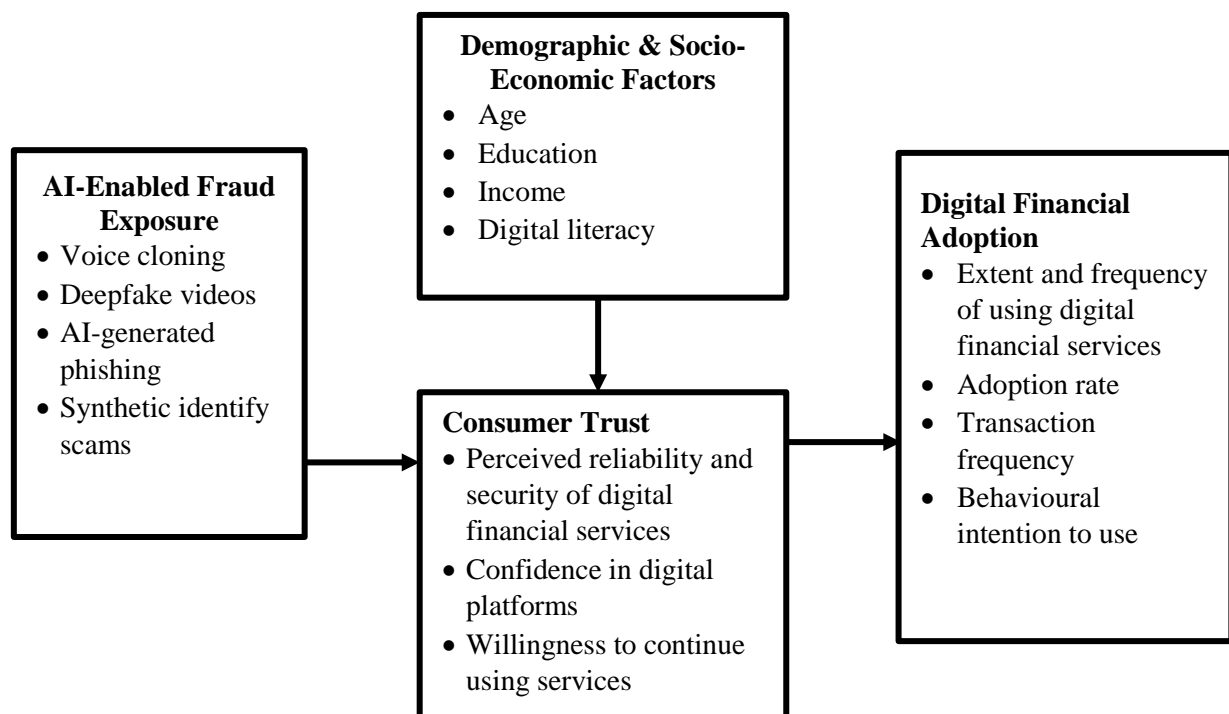 Demographic & Socio-
Economic Factors
• Age
• Education
• Income
• Digital literacy
AI-Enabled Fraud
Exposure
• Voice cloning
• Deepfake videos
• AI-generated
phishing
• Synthetic identify
scams
Consumer Trust
• Perceived reliability and
security of digital
financial services
• Confidence in digital
platforms
• Willingness to continue
using services
Digital Financial
Adoption
• Extent and frequency
of using digital
financial services
• Adoption rate
• Transaction
frequency
• Behavioural
intention to use